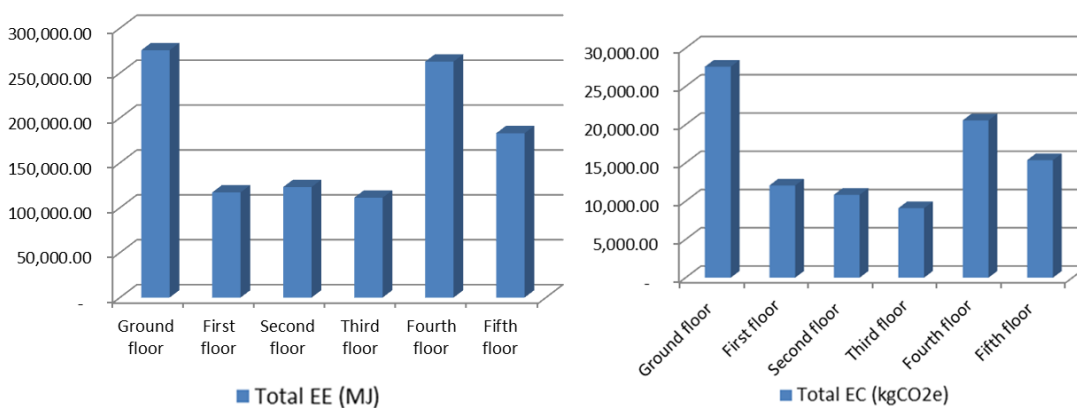 300,000.00
250,000.00
200,000.00
150,000.00
100,000.00
50,000.00
-
Ground floor
First floor
Second floor
Third floor
Fourth floor
Fifth floor
Total EE (MJ)
30,000.00
25,000.00
20,000.00
15,000.00
10,000.00
5,000.00
-
Ground floor
First floor
Second floor
Third floor
Fourth floor
Fifth floor
Total EC (kgCO2e)